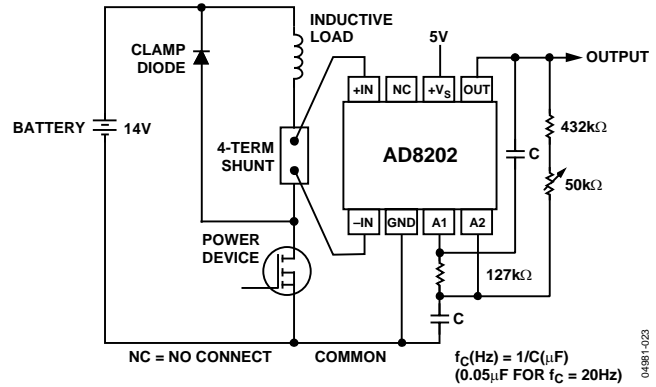 INDUCTIVE
LOAD
CLAMP
DIODE
5V
OUTPUT
+IN
NC
+VS
OUT
BATTERY
14V
4-TERM
SHUNT
AD8202
C
432kΩ
50kΩ
–IN
GND
A1
A2
POWER
DEVICE
127kΩ
C
NC = NO CONNECT
COMMON
fC(Hz) = 1/C(μF)
(0.05μF FOR fC = 20Hz)
04981-023